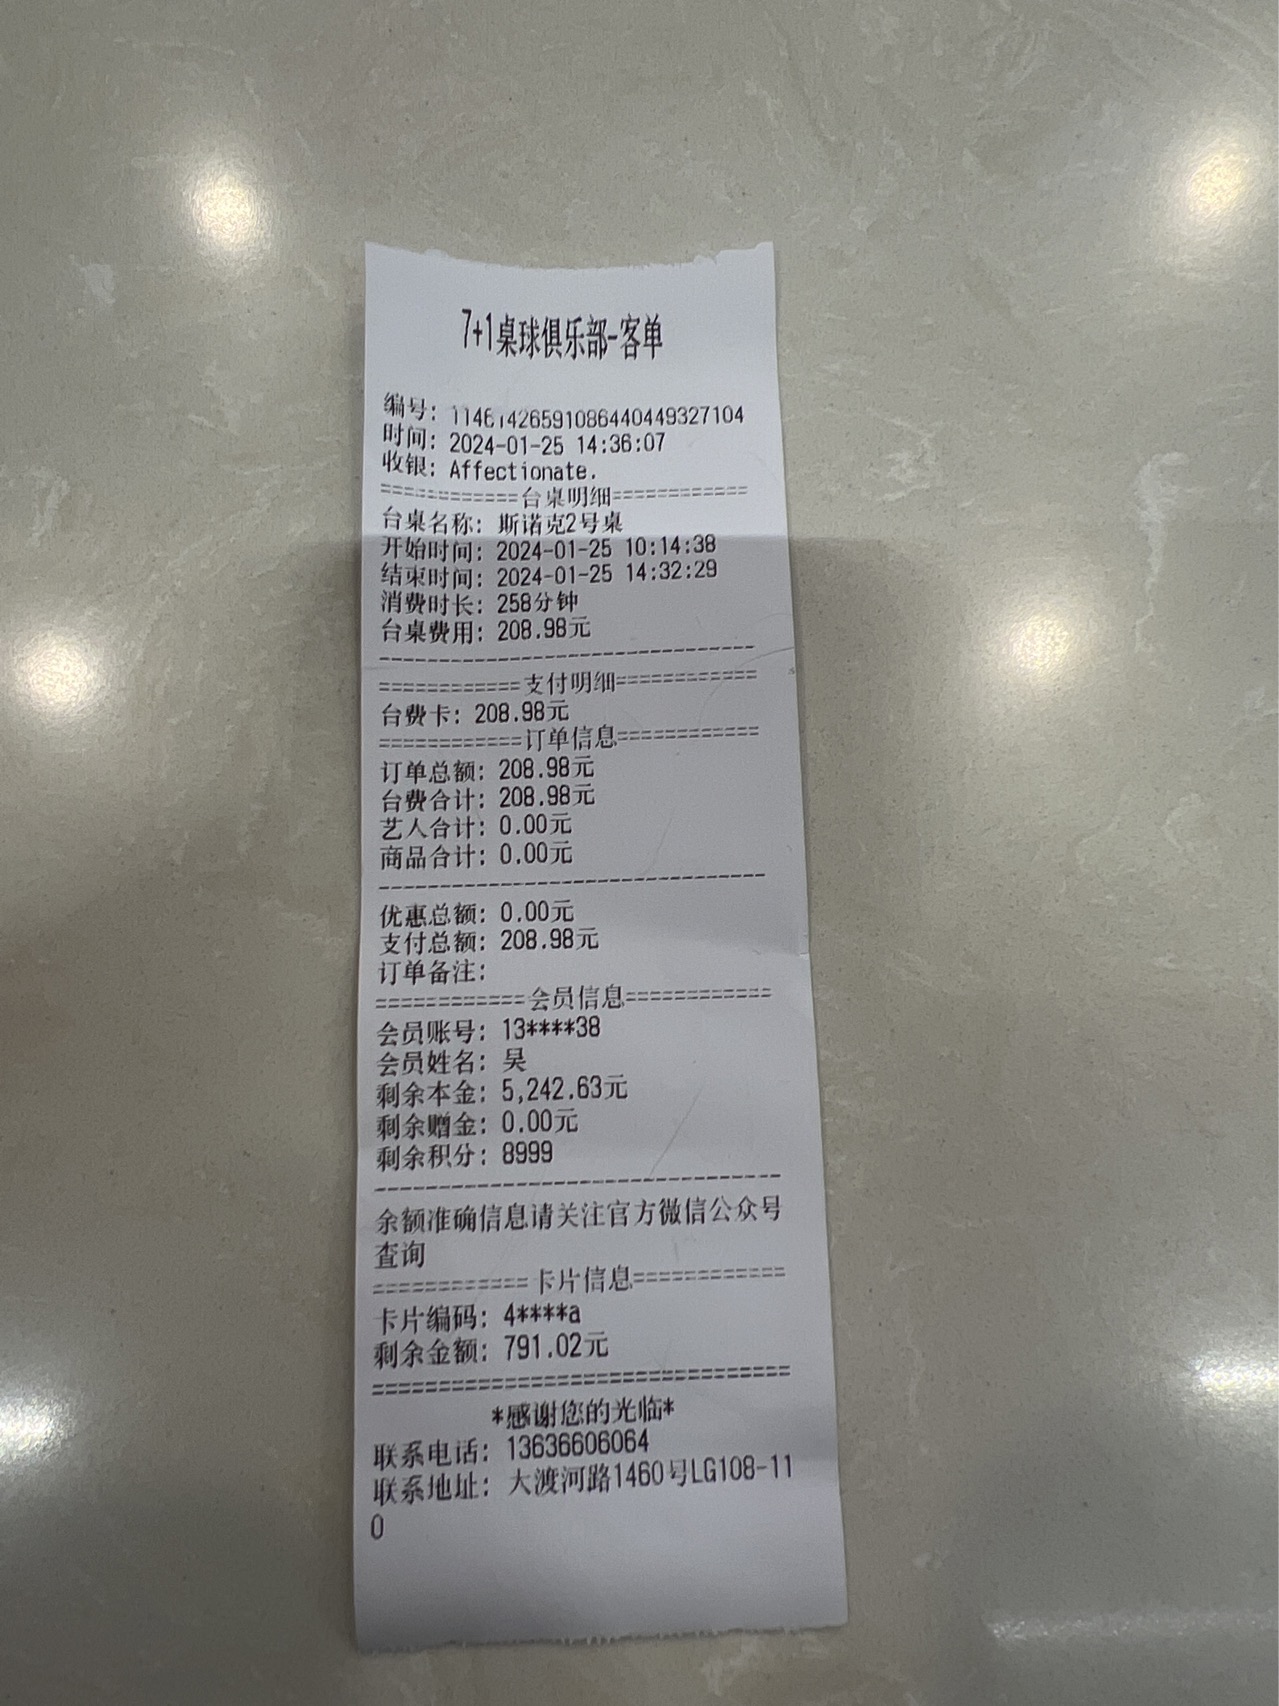 7+1桌球俱乐部-客单
编号: 1146142659108644044932​7104
时间: 2024-01-25 14:36:07
收银: Affectionate.
============台桌明细============
台桌名称: 斯诺克2号桌
开始时间: 2024-01-25 10:14:38
结束时间: 2024-01-25 14:32:29
消费时长: 258分钟
台桌费用: 208.98元
--------------------------------
============支付明细============
台费卡: 208.98元
============订单信息============
订单总额: 208.98元
台费合计: 208.98元
艺人合计: 0.00元
商品合计: 0.00元
--------------------------------
优惠总额: 0.00元
支付总额: 208.98元
订单备注:
============会员信息============
会员账号: 13****38
会员姓名: 吴
剩余本金: 5,242.63元
剩余赠金: 0.00元
剩余积分: 8999
--------------------------------
余额准确信息请关注官方微信公众号
查询
============卡片信息============
卡片编码: 4****a
剩余金额: 791.02元
================================
*感谢您的光临*
联系电话: 13636606064
联系地址: 大渡河路1460号LG108-11
0